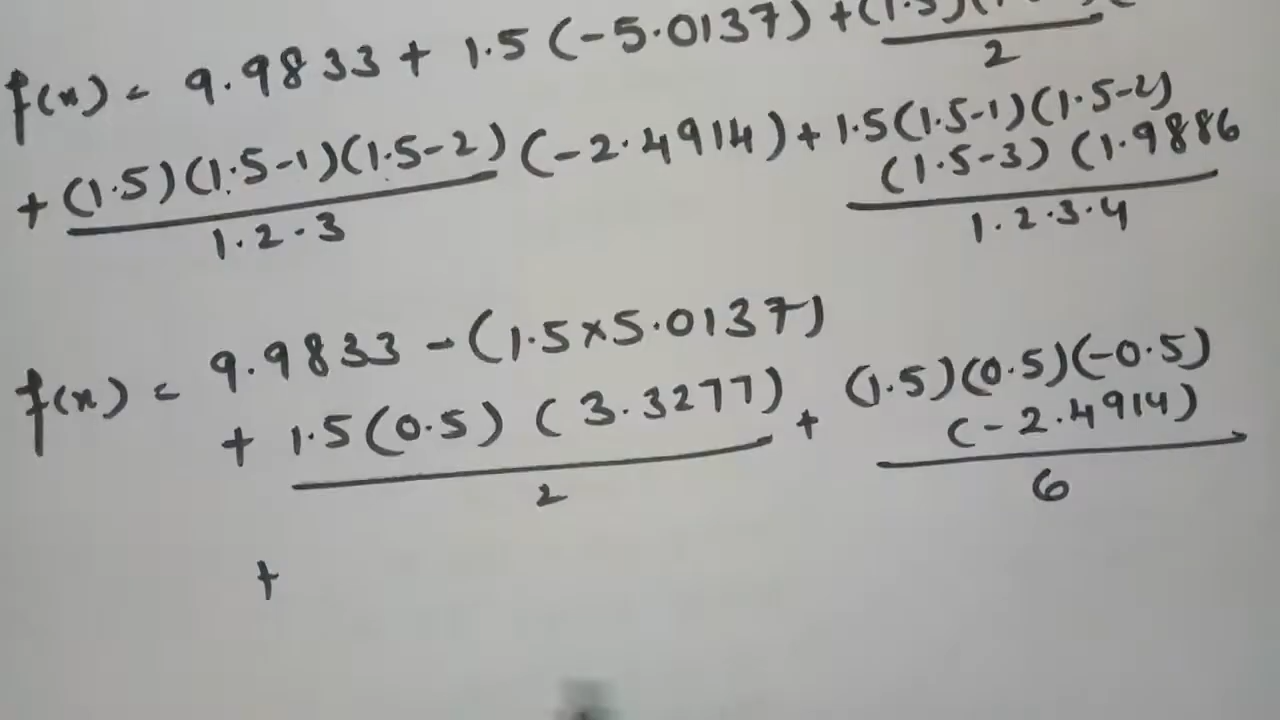 f(x) = 9.9833 + 1.5 (-5.0137) + (1.5)(1.
2
+ (1.5)(1.5-1)(1.5-2) (-2.4914) + 1.5(1.5-1)(1.5-2)
(1.5-3) (1.9886
1.2.3
1.2.3.4
f(x) = 9.9833 - (1.5×5.0137)
+ 1.5(0.5) (3.3277) + (1.5)(0.5)(-0.5)
(-2.4914)
2
6
+